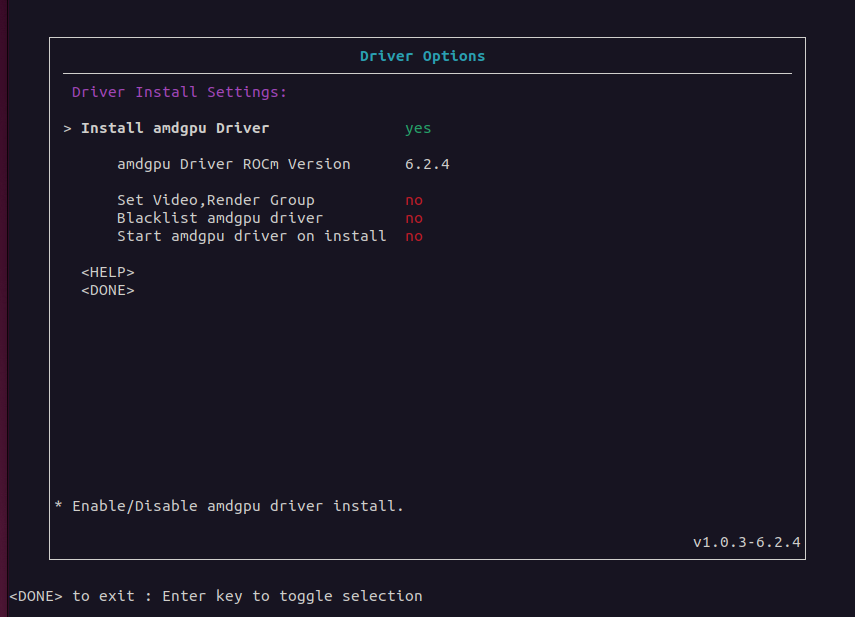 Driver Options
Driver Install Settings:
> Install amdgpu Driver yes
amdgpu Driver ROCm Version 6.2.4
Set Video,Render Group no
Blacklist amdgpu driver no
Start amdgpu driver on install no
<HELP>
<DONE>
* Enable/Disable amdgpu driver install.
v1.0.3-6.2.4
<DONE> to exit : Enter key to toggle selection